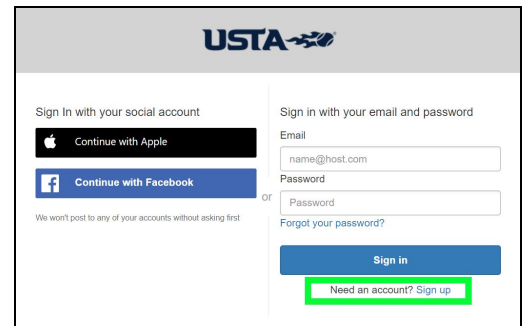 USTA
Sign In with your social account
Continue with Apple
Continue with Facebook
We won't post to any of your accounts without asking first
or
Sign in with your email and password
Email
name@host.com
Password
Password
Forgot your password?
Sign in
Need an account? Sign up